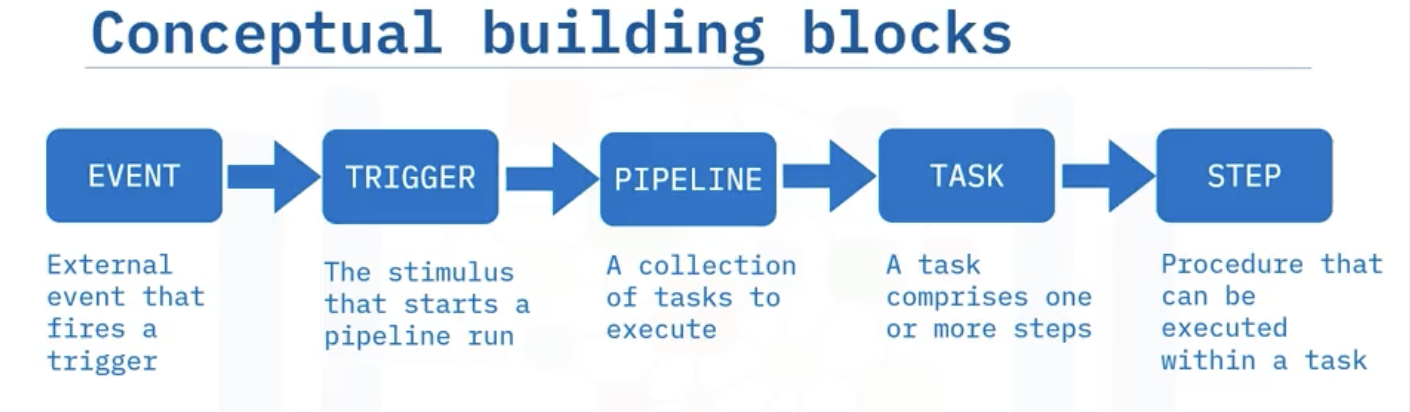 Conceptual building blocks
EVENT
TRIGGER
PIPELINE
TASK
STEP
External
event that
fires a
trigger
The stimulus
that starts a
pipeline run
A collection
of tasks to
execute
A task
comprises one
or more steps
Procedure that
can be
executed
within a task